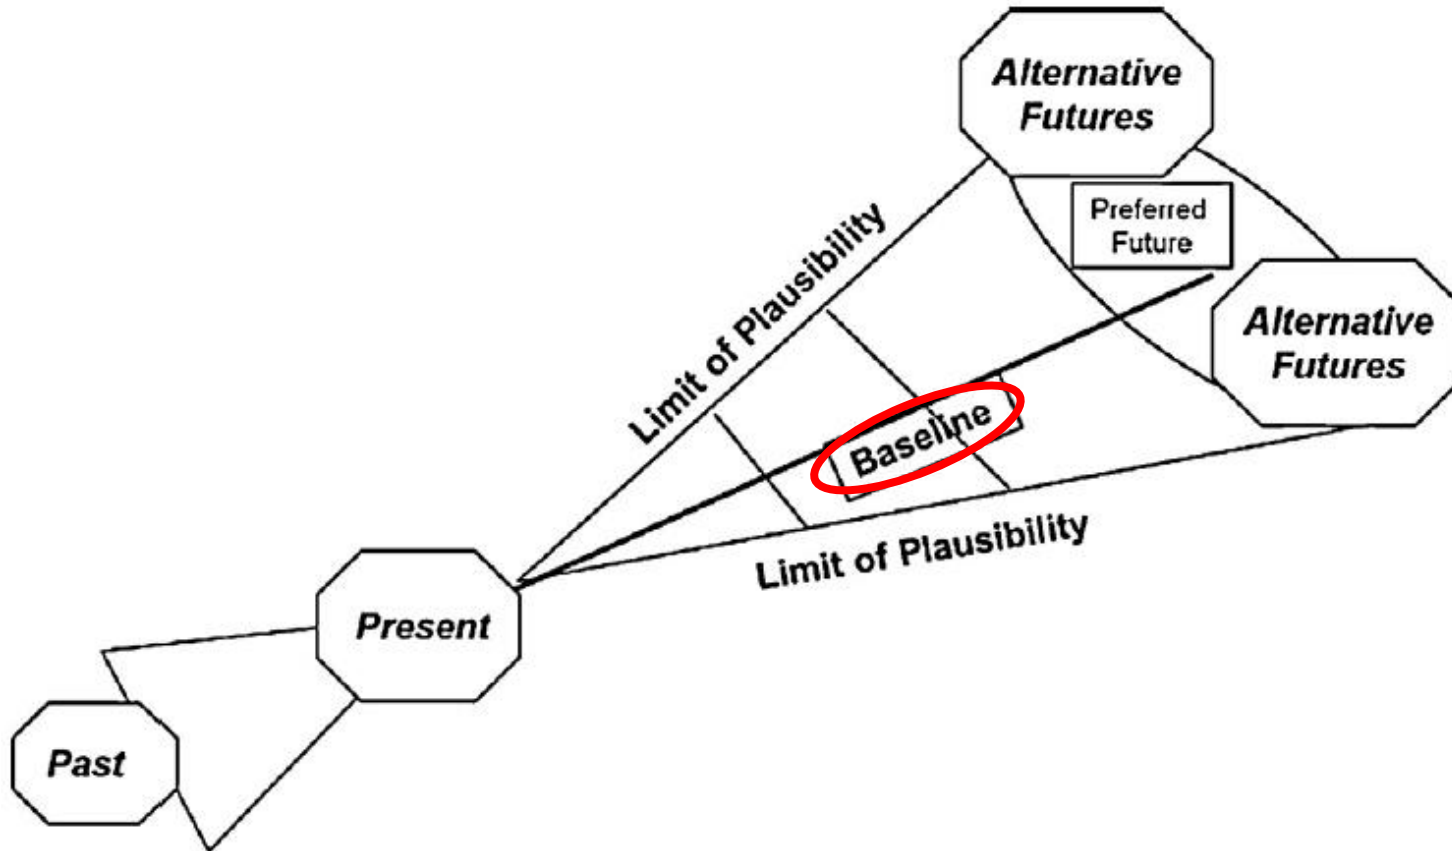 Alternative
Futures
Preferred
Future
Alternative
Futures
Limit of Plausibility
Baseline
Limit of Plausibility
Present
Past